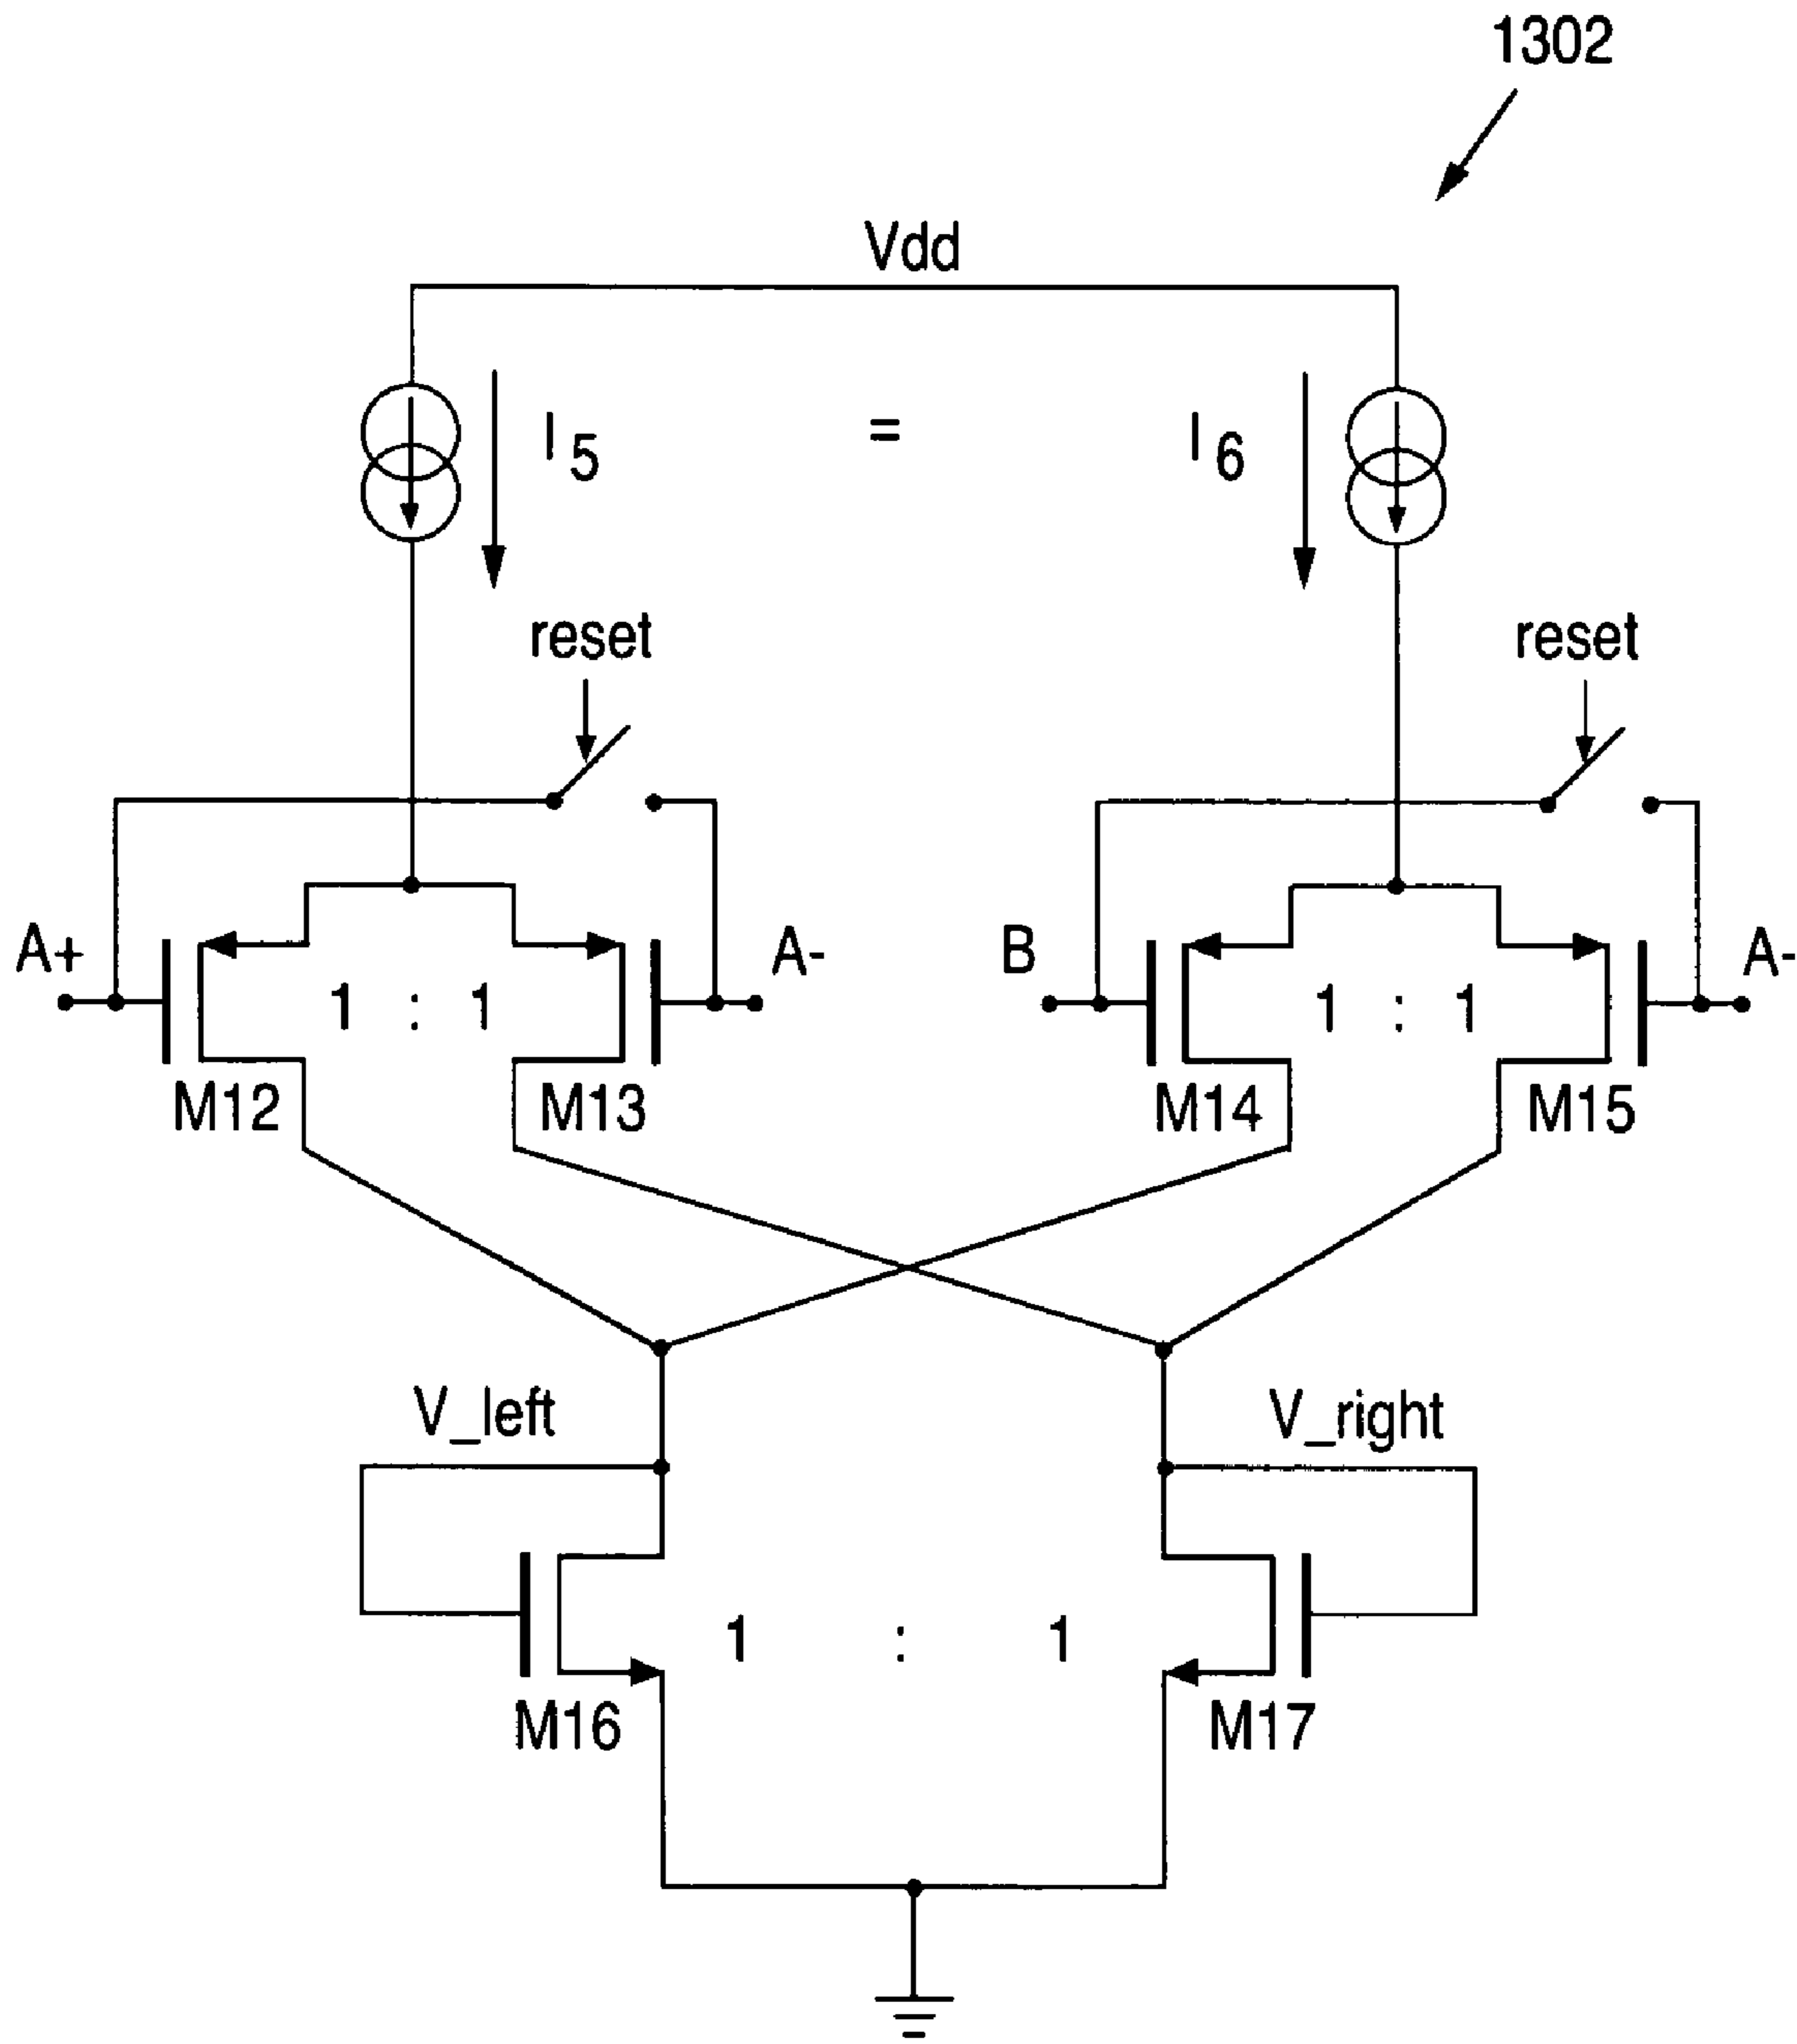 1302
Vdd
I5 = I6
reset reset
A+ A- B A-
1 : 1 1 : 1
M12 M13 M14 M15
V_left V_right
1 : 1
M16 M17